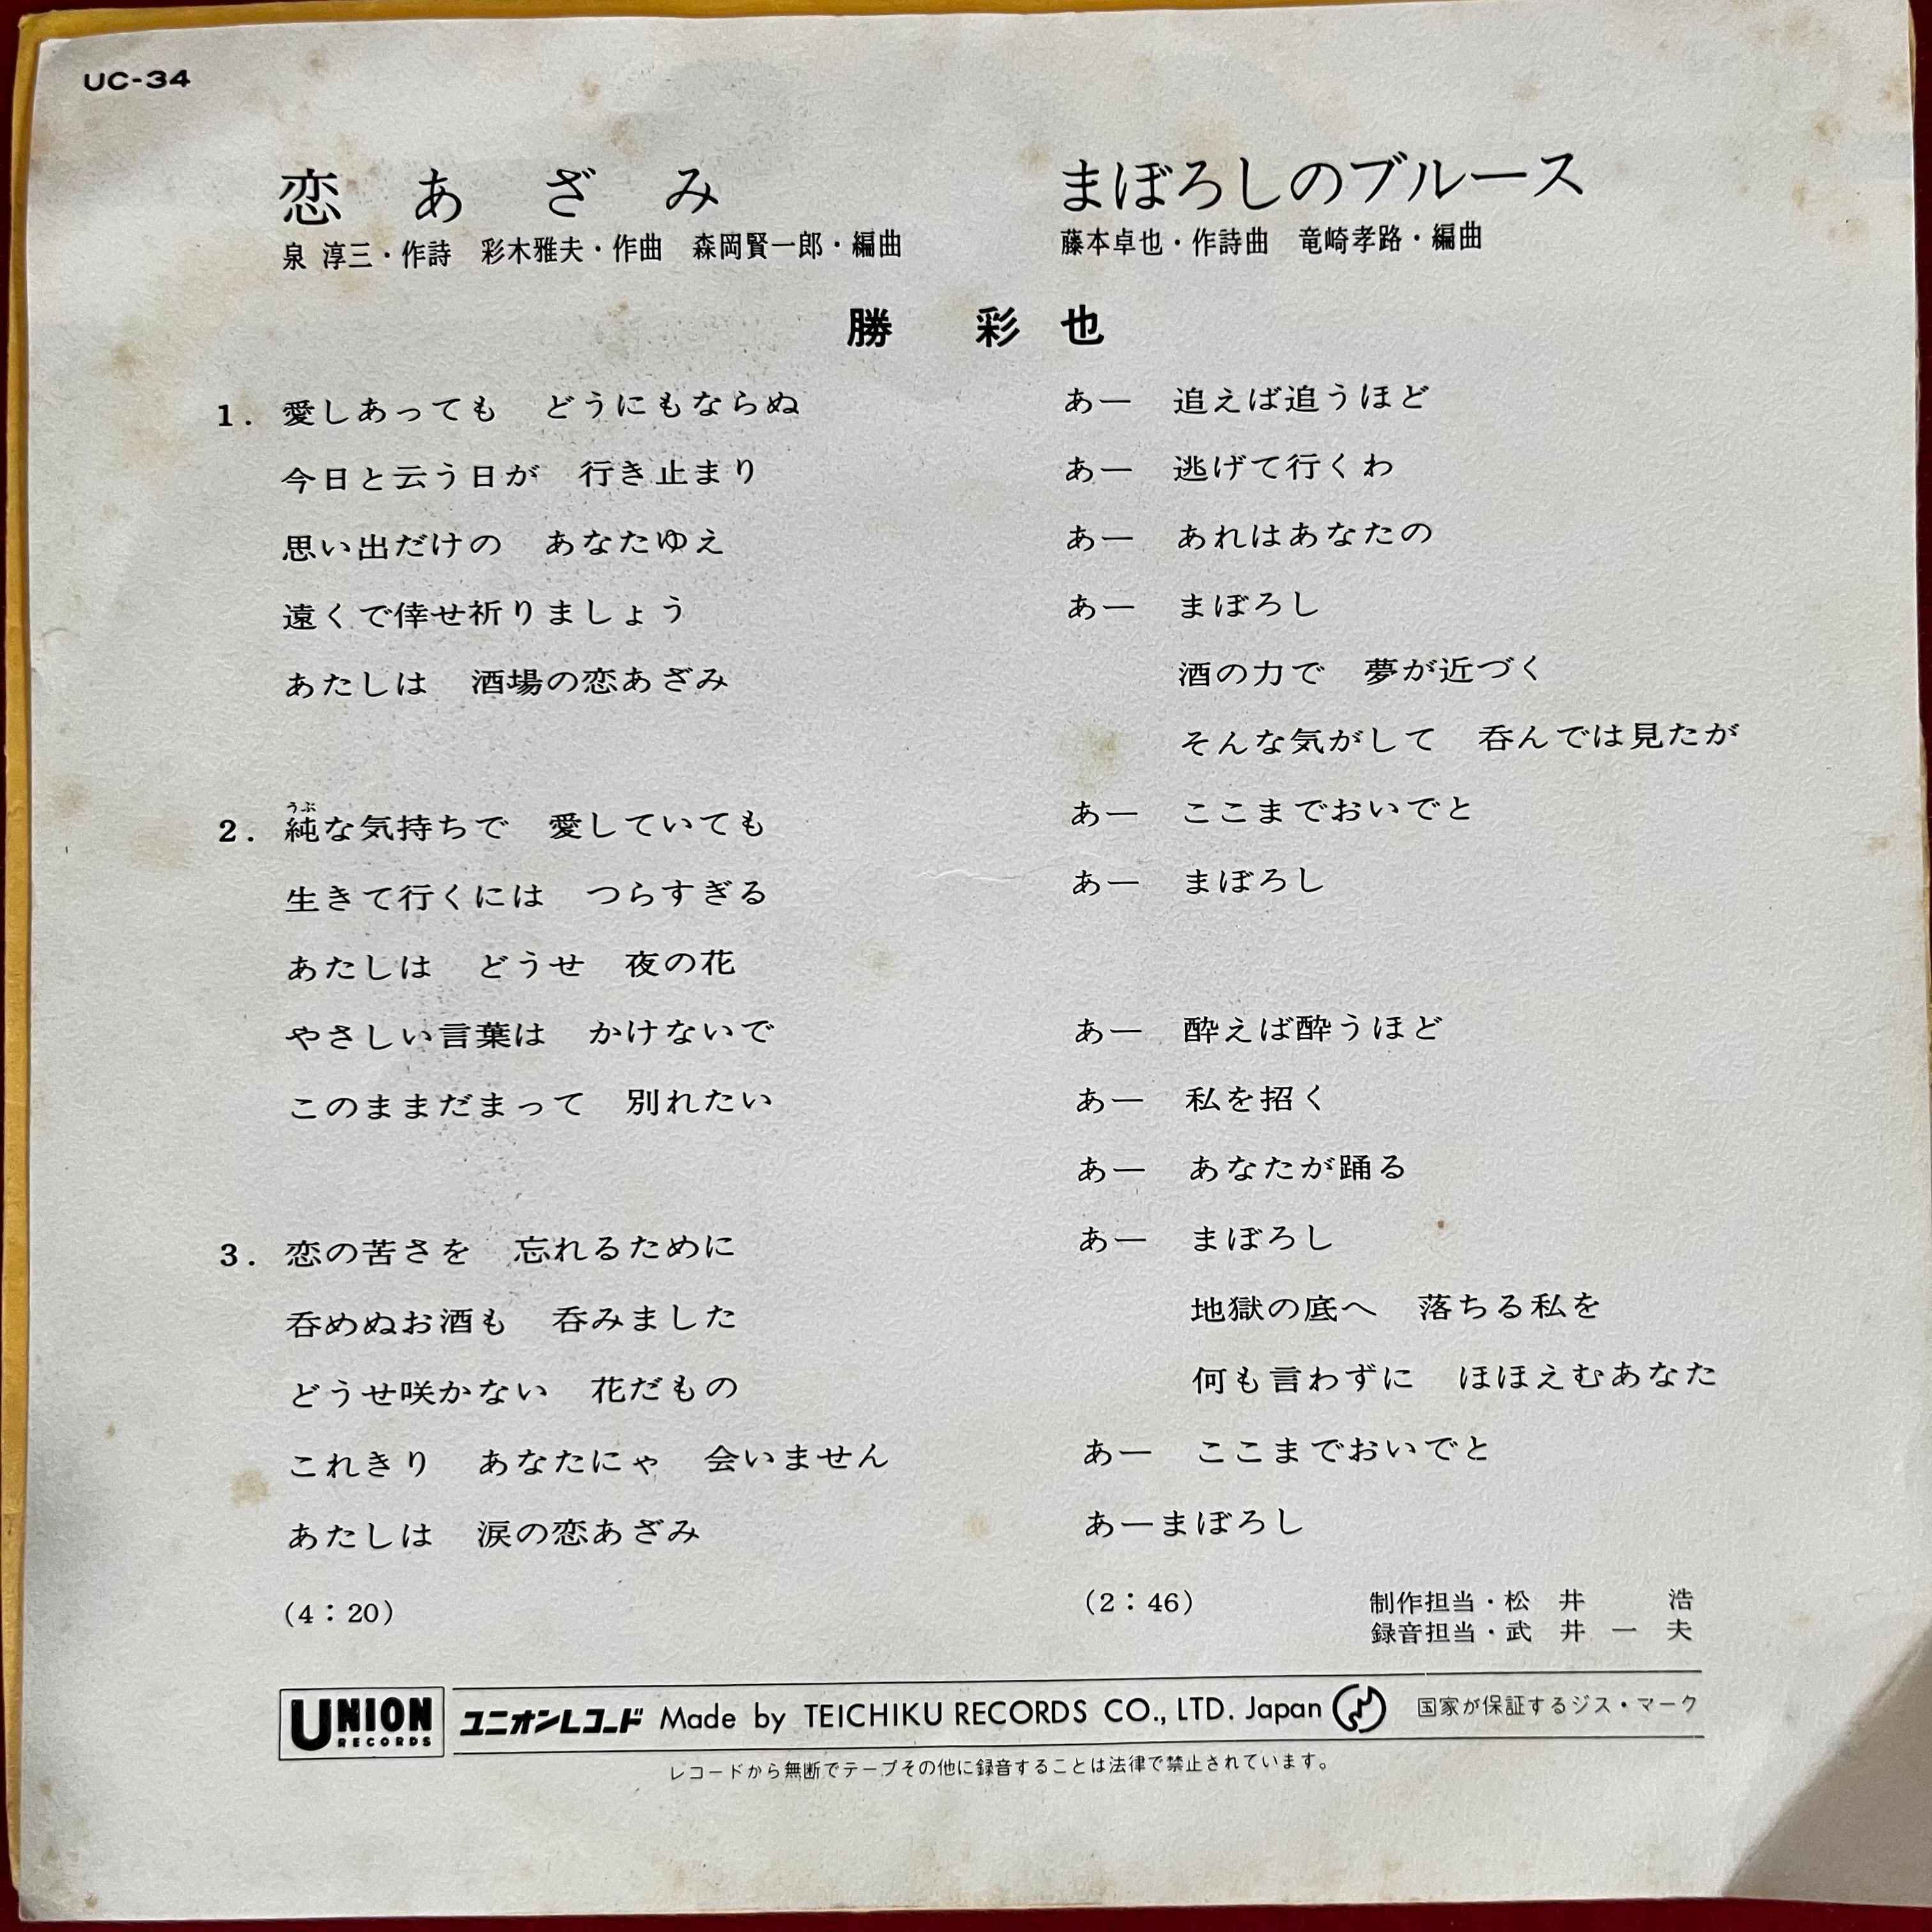 UC-34
恋あざみ
泉 淳三・作詩 彩木雅夫・作曲 森岡賢一郎・編曲
まぼろしのブルース
藤本卓也・作詩曲 竜崎孝路・編曲
勝 彩也
1. 愛しあっても どうにもならぬ
今日と云う日が 行き止まり
思い出だけの あなたゆえ
遠くで倖せ祈りましょう
あたしは 酒場の恋あざみ
うぶ
2. 純な気持ちで 愛していても
生きて行くには つらすぎる
あたしは どうせ 夜の花
やさしい言葉は かけないで
このままだまって 別れたい
3. 恋の苦さを 忘れるために
呑めぬお酒も 呑みました
どうせ咲かない 花だもの
これきり あなたにゃ 会いません
あたしは 涙の恋あざみ
(4:20)
あー 追えば追うほど
あー 逃げて行くわ
あー あれはあなたの
あー まぼろし
酒の力で 夢が近づく
そんな気がして 呑んでは見たが
あー ここまでおいでと
あー まぼろし
あー 酔えば酔うほど
あー 私を招く
あー あなたが踊る
あー まぼろし
地獄の底へ 落ちる私を
何も言わずに ほほえむあなた
あー ここまでおいでと
あーまぼろし
(2:46)
制作担当・松井 浩
録音担当・武井一夫
UNION
RECORDS
ユニオンレコード Made by TEICHIKU RECORDS CO., LTD. Japan 国家が保証するジス・マーク
レコードから無断でテープその他に録音することは法律で禁止されています。